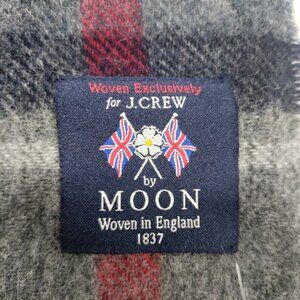 Woven Exclusively
for J.CREW
by
MOON
Woven in England
1837